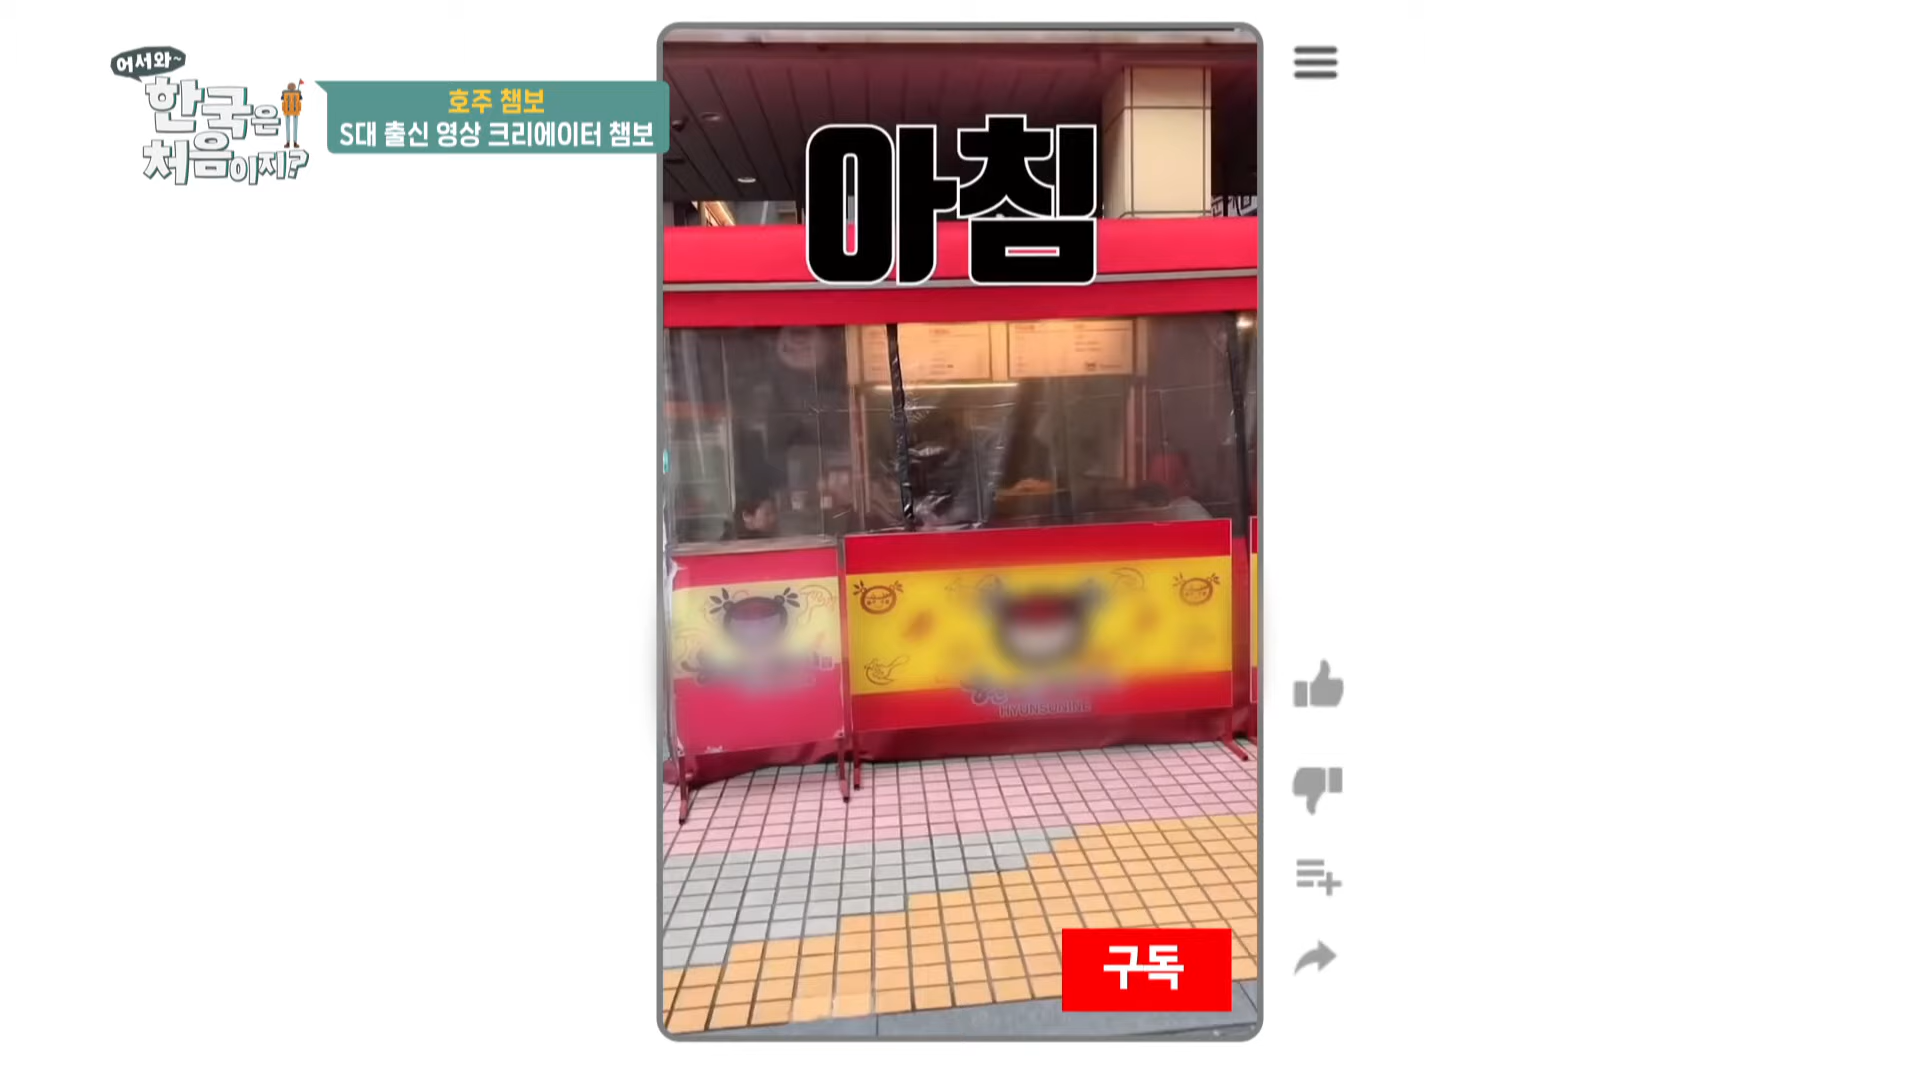 어서와~
한국은
처음이지?
호주 챔보
S대 출신 영상 크리에이터 챔보
아침
HYUNSUNINE
구독